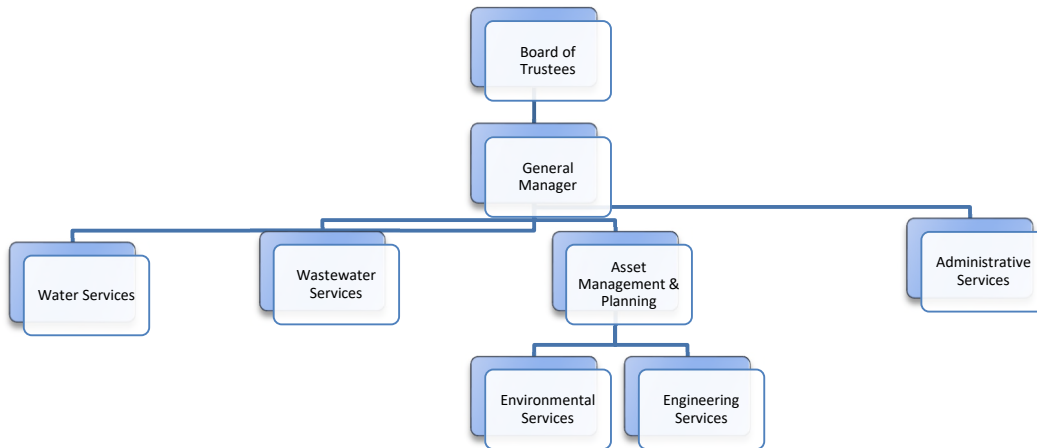 Board of
Trustees
General
Manager
Water Services
Wastewater
Services
Asset
Management &
Planning
Administrative
Services
Environmental
Services
Engineering
Services